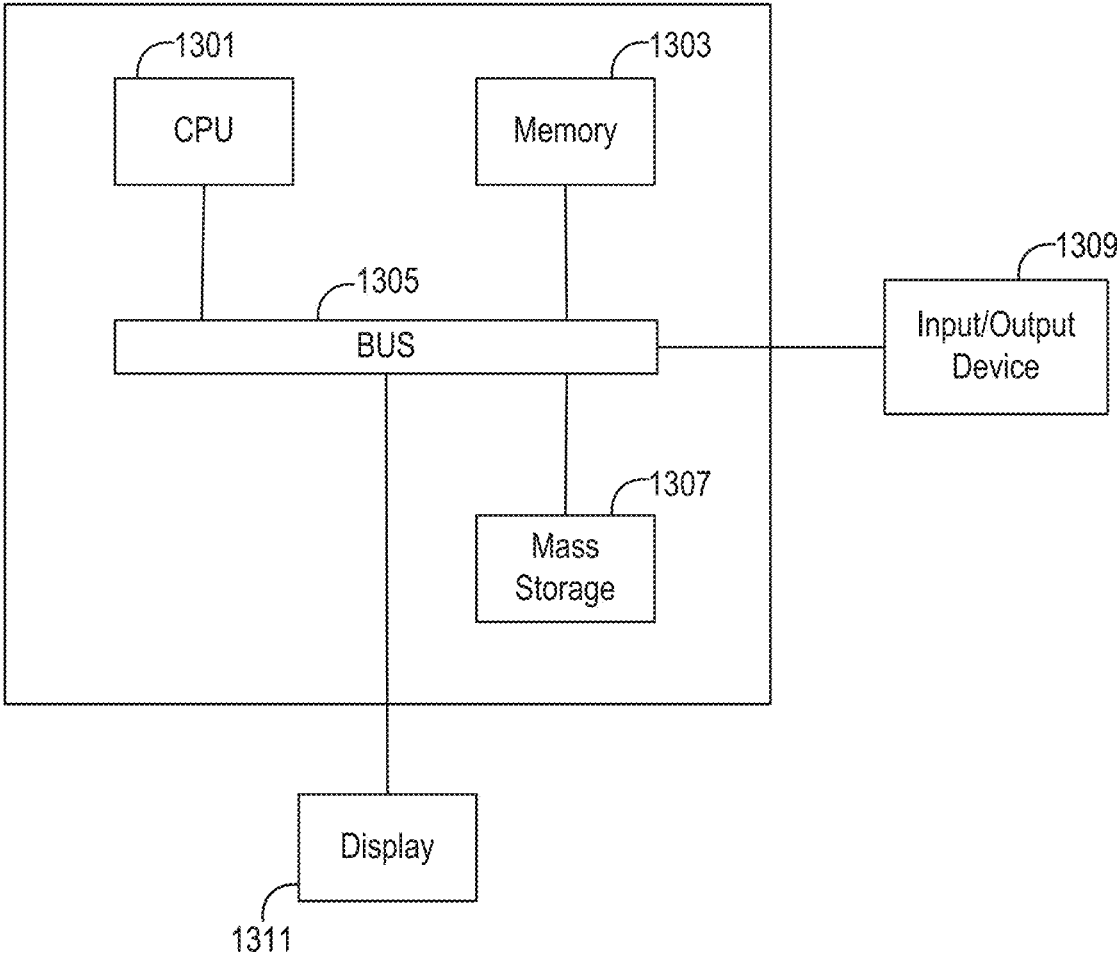 1301
CPU
1303
Memory
1305
BUS
1309
Input/Output
Device
1307
Mass
Storage
Display
1311